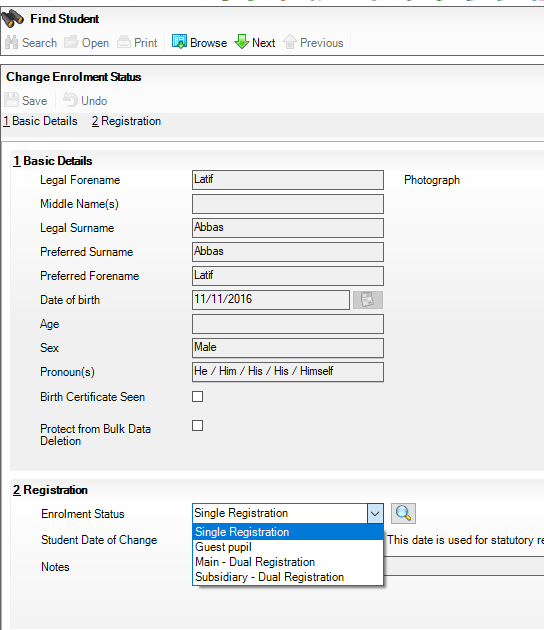 Find Student
Search Open Print Browse Next Previous
Change Enrolment Status
Save Undo
1 Basic Details 2 Registration
1 Basic Details
Legal Forename Latif Photograph
Middle Name(s)
Legal Surname Abbas
Preferred Surname Abbas
Preferred Forename Latif
Date of birth 11/11/2016
Age
Sex Male
Pronoun(s) He / Him / His / His / Himself
Birth Certificate Seen
Protect from Bulk Data
Deletion
2 Registration
Enrolment Status Single Registration
Single Registration
Student Date of Change This date is used for statutory re
Guest pupil
Main - Dual Registration
Notes
Subsidiary - Dual Registration